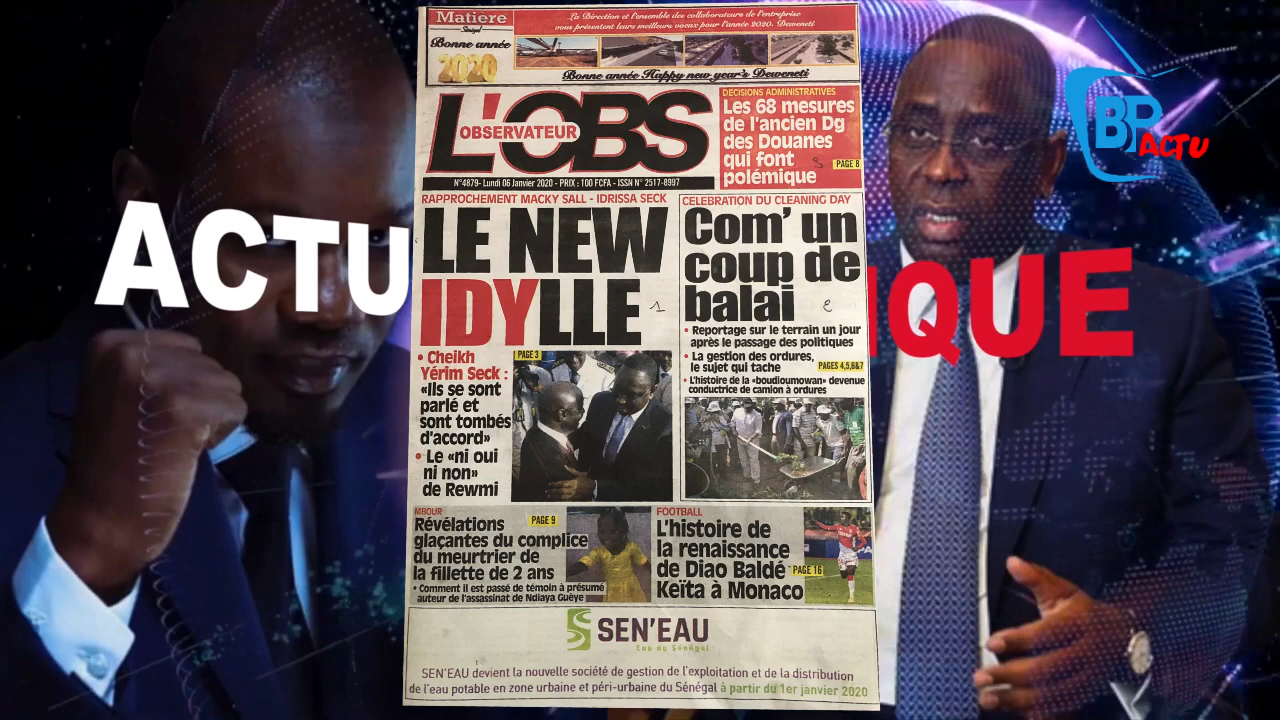 Matiere
Sénégal
Bonne année
2020
La Direction et l'ensemble des collaborateurs de l'entreprise
vous présentent leurs meilleurs vœux pour l'année 2020. Deweneti
Bonne année Happy new year's Deweneti
L'OBS
OBSERVATEUR
N°4879- Lundi 06 Janvier 2020 - PRIX : 100 FCFA - ISSN N° 2517-8997
DECISIONS ADMINISTRATIVES
Les 68 mesures
de l'ancien Dg
des Douanes
qui font
polémique
PAGE 8
RAPPROCHEMENT MACKY SALL - IDRISSA SECK
LE NEW
IDYLLE
PAGE 3
• Cheikh
Yérim Seck :
«Ils se sont
parlé et
sont tombés
d'accord»
• Le «ni oui
ni non»
de Rewmi
CELEBRATION DU CLEANING DAY
Com' un
coup de
balai
• Reportage sur le terrain un jour
après le passage des politiques
• La gestion des ordures,
le sujet qui tache
PAGES 4,5,6&7
• L'histoire de la «boudioumowan» devenue
conductrice de camion à ordures
MBOUR
Révélations
PAGE 9
glaçantes du complice
du meurtrier de
la fillette de 2 ans
• Comment il est passé de témoin à présumé
auteur de l'assassinat de Ndiaya Guèye
FOOTBALL
L'histoire de
la renaissance
de Diao Baldé
PAGE 16
Keïta à Monaco
SEN'EAU
Eau du Sénégal
SEN'EAU devient la nouvelle société de gestion de l'exploitation et de la distribution
de l'eau potable en zone urbaine et péri-urbaine du Sénégal à partir du 1er janvier 2020
ACTU
IQUE
BP
ACTU